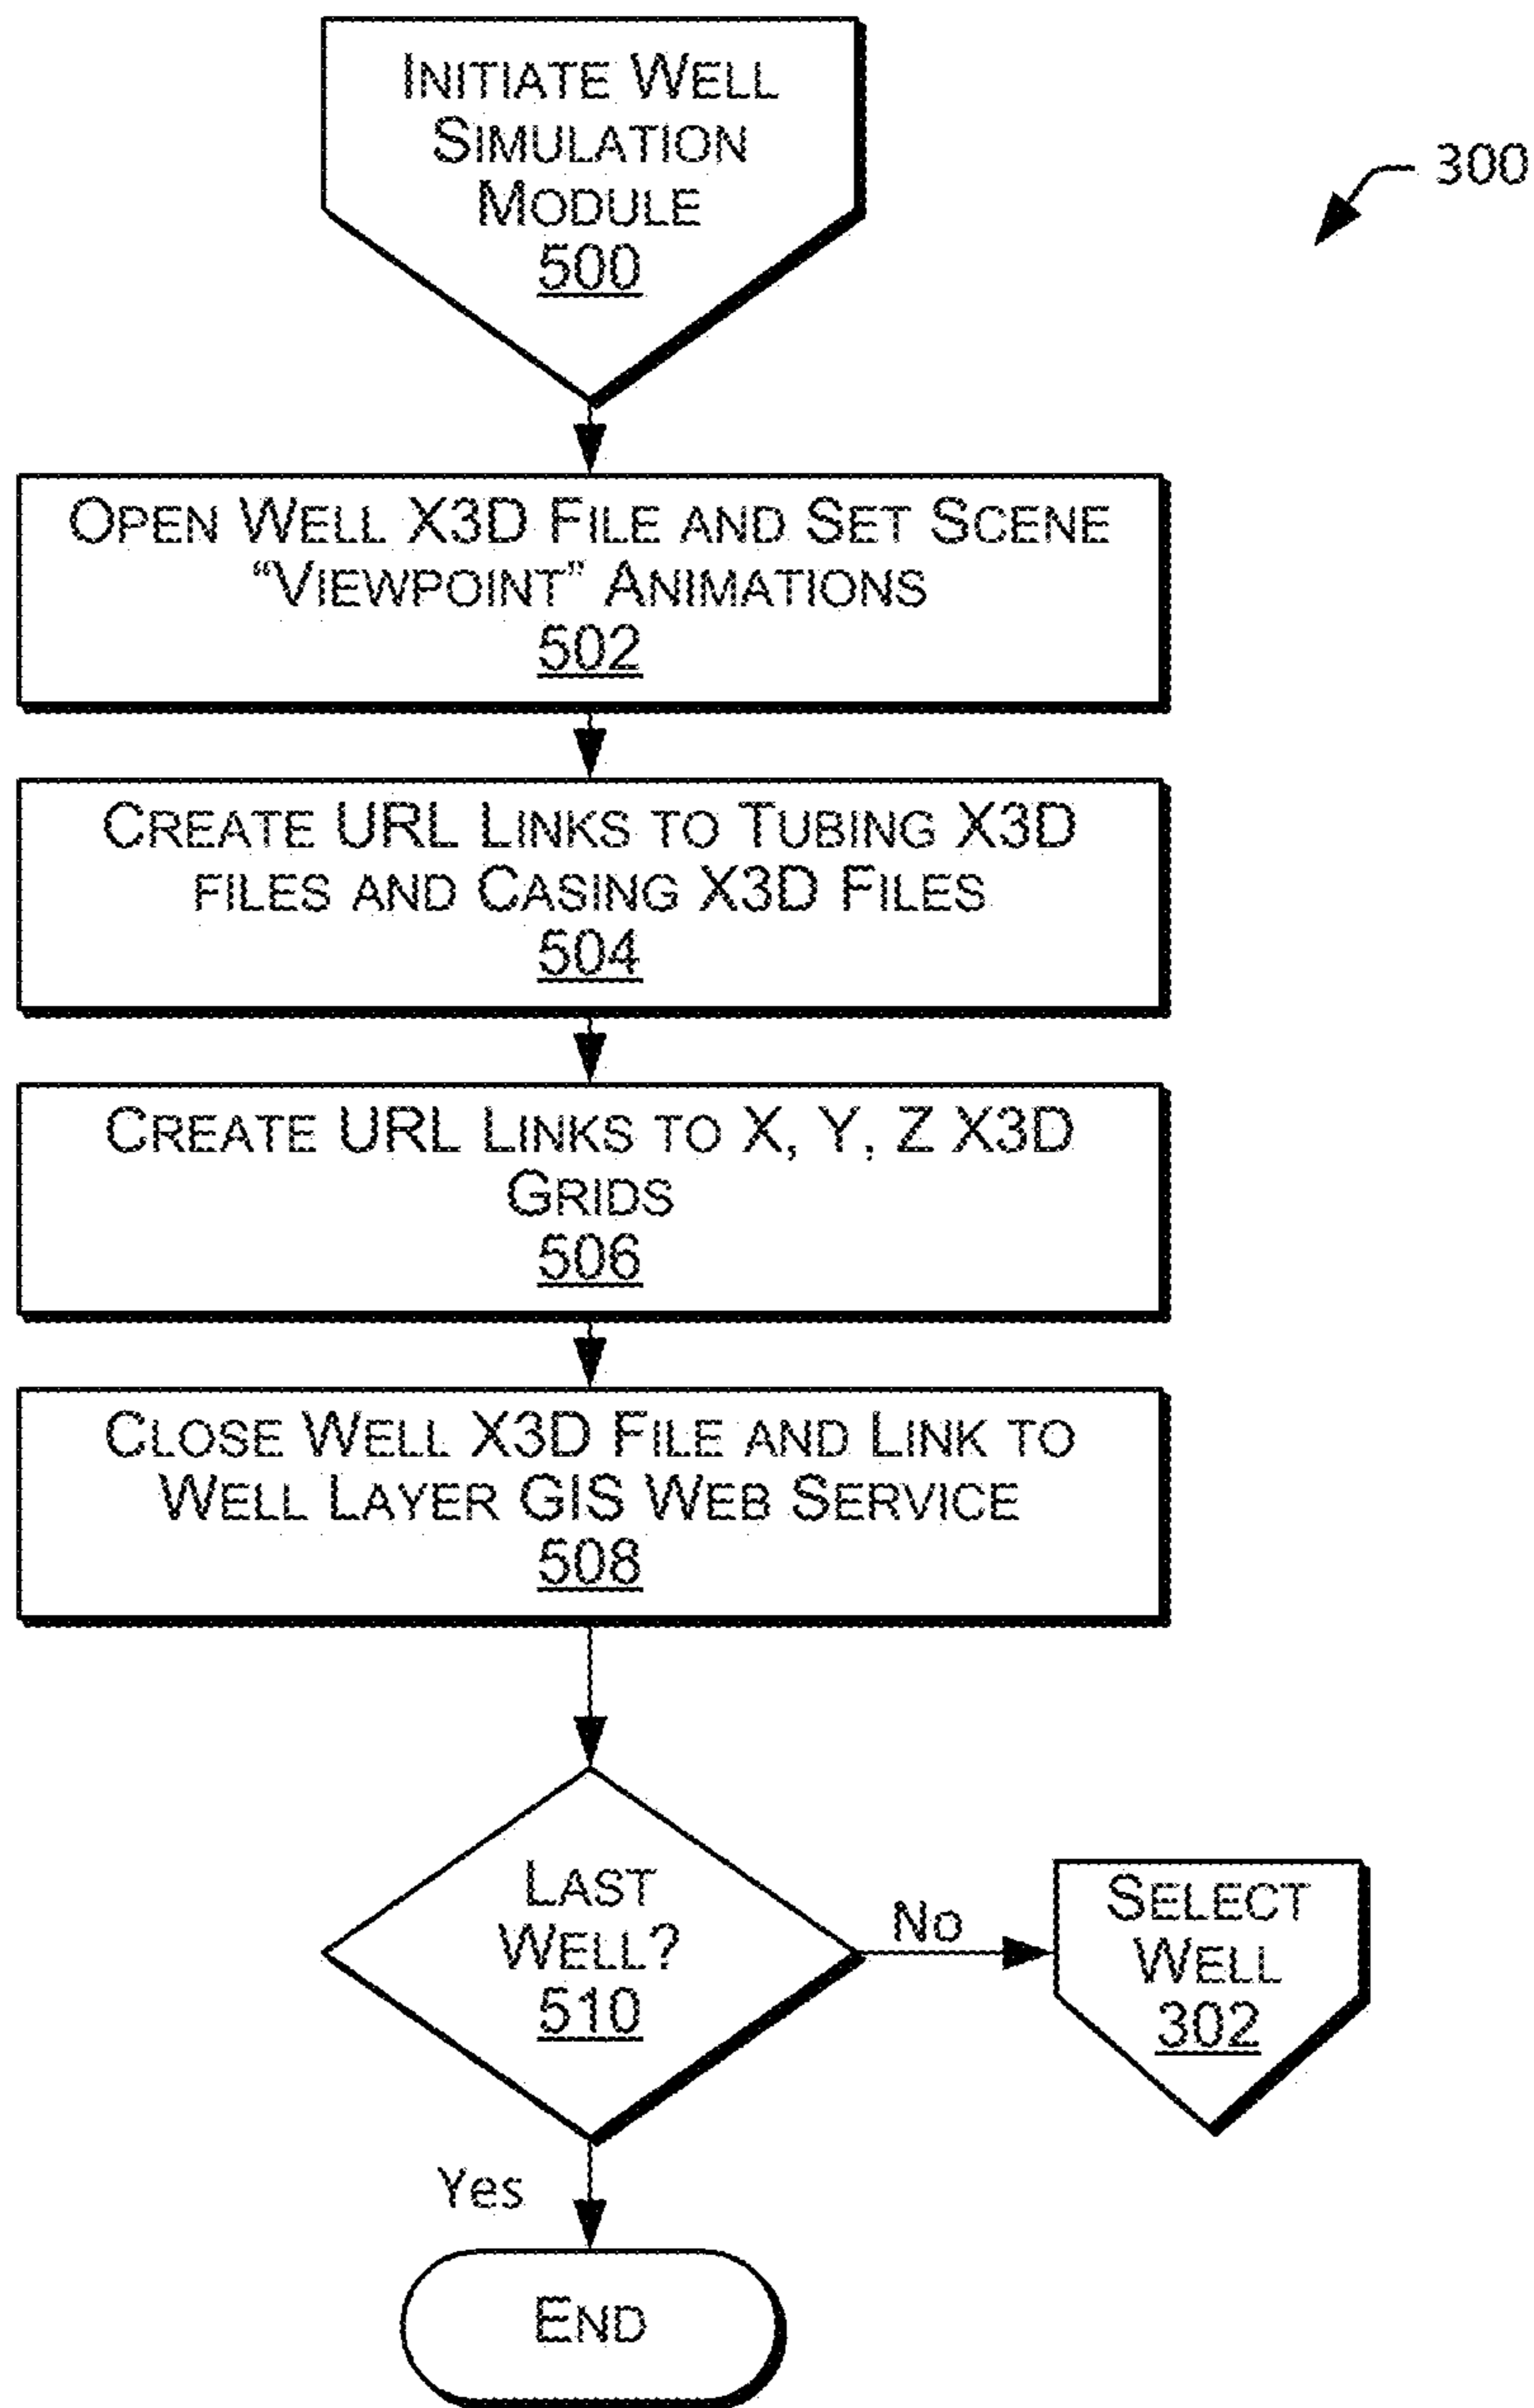 INITIATE WELL
SIMULATION
MODULE
500
300
OPEN WELL X3D FILE AND SET SCENE
“VIEWPOINT” ANIMATIONS
502
CREATE URL LINKS TO TUBING X3D
FILES AND CASING X3D FILES
504
CREATE URL LINKS TO X, Y, Z X3D
GRIDS
506
CLOSE WELL X3D FILE AND LINK TO
WELL LAYER GIS WEB SERVICE
508
LAST
WELL?
510
No
SELECT
WELL
302
Yes
END